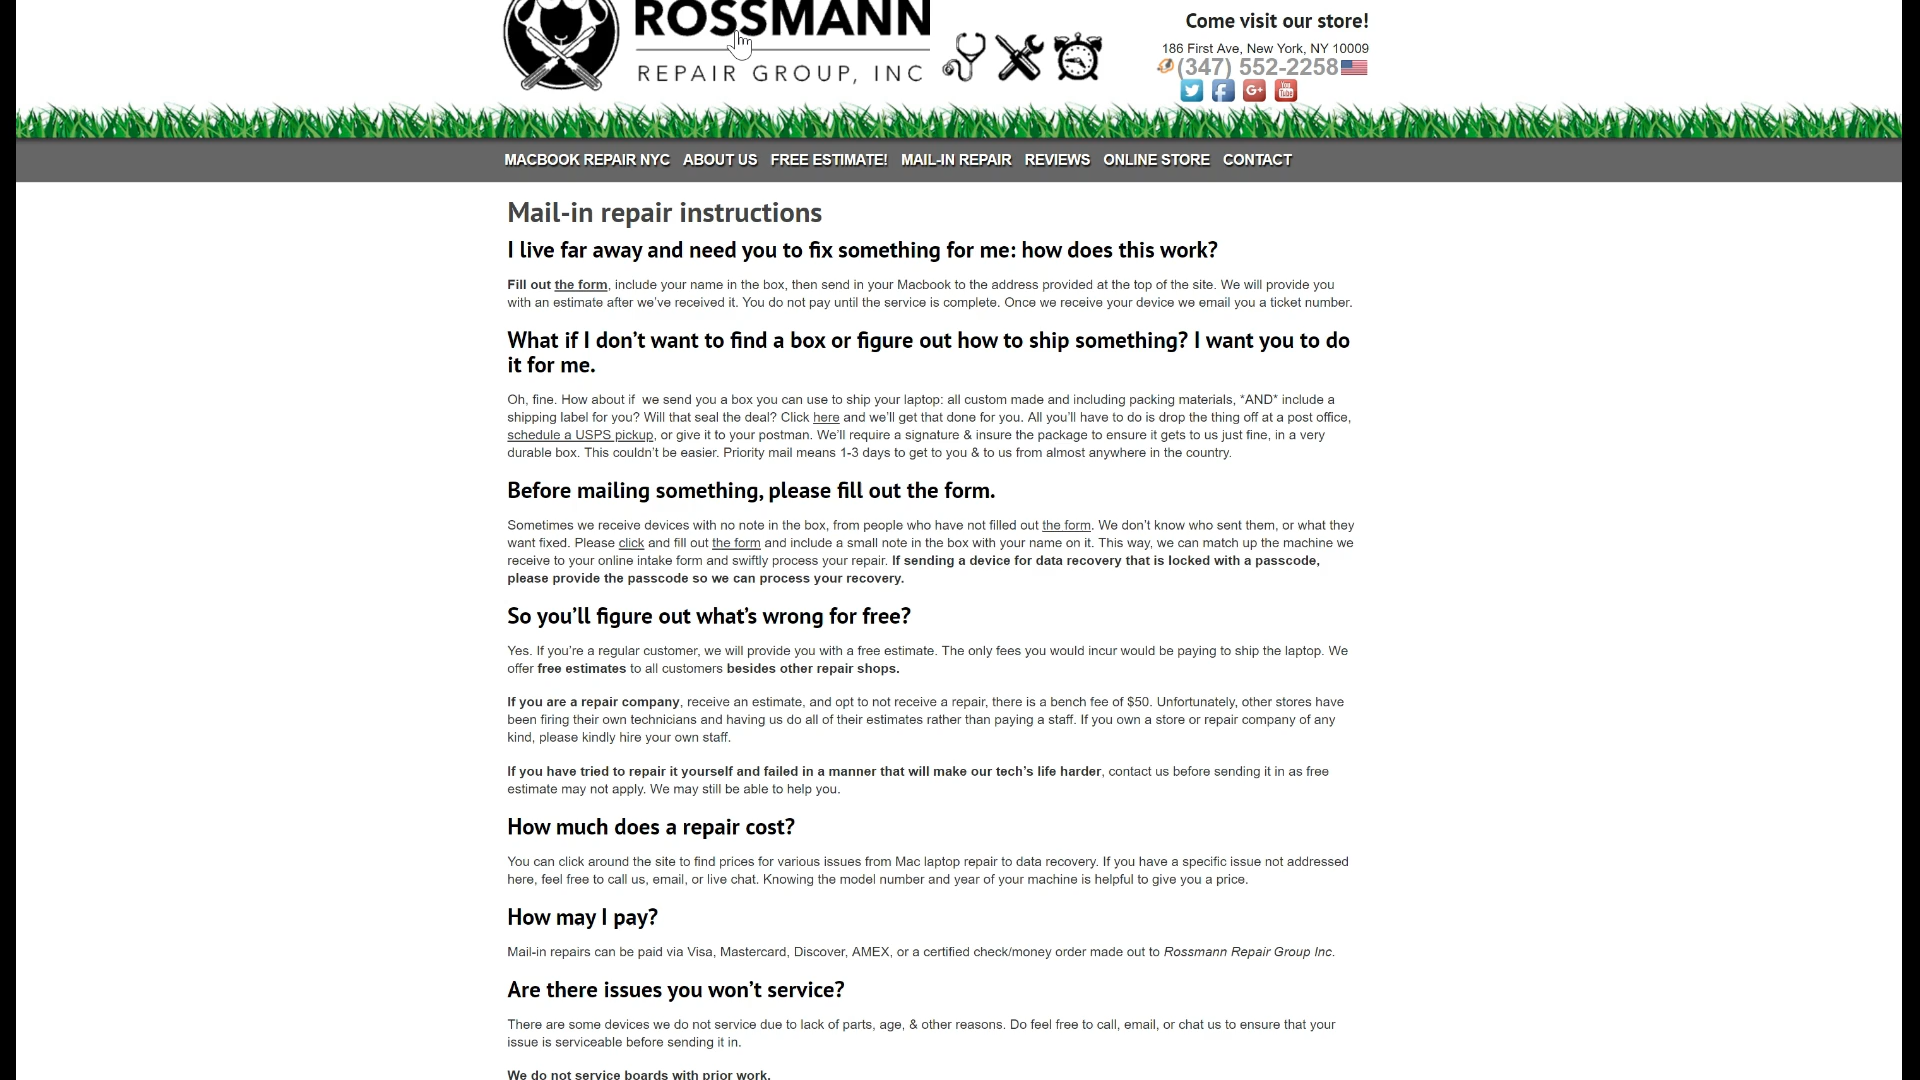 ROSSMANN
REPAIR GROUP, INC
Come visit our store!
186 First Ave, New York, NY 10009
(347) 552-2258
MACBOOK REPAIR NYC ABOUT US FREE ESTIMATE! MAIL-IN REPAIR REVIEWS ONLINE STORE CONTACT
Mail-in repair instructions
I live far away and need you to fix something for me: how does this work?
Fill out the form, include your name in the box, then send in your Macbook to the address provided at the top of the site. We will provide you
with an estimate after we've received it. You do not pay until the service is complete. Once we receive your device we email you a ticket number.
What if I don't want to find a box or figure out how to ship something? I want you to do
it for me.
Oh, fine. How about if  we send you a box you can use to ship your laptop: all custom made and including packing materials, *AND* include a
shipping label for you? Will that seal the deal? Click here and we'll get that done for you. All you'll have to do is drop the thing off at a post office,
schedule a USPS pickup, or give it to your postman. We'll require a signature & insure the package to ensure it gets to us just fine, in a very
durable box. This couldn't be easier. Priority mail means 1-3 days to get to you & to us from almost anywhere in the country.
Before mailing something, please fill out the form.
Sometimes we receive devices with no note in the box, from people who have not filled out the form. We don't know who sent them, or what they
want fixed. Please click and fill out the form and include a small note in the box with your name on it. This way, we can match up the machine we
receive to your online intake form and swiftly process your repair. If sending a device for data recovery that is locked with a passcode,
please provide the passcode so we can process your recovery.
So you'll figure out what's wrong for free?
Yes. If you're a regular customer, we will provide you with a free estimate. The only fees you would incur would be paying to ship the laptop. We
offer free estimates to all customers besides other repair shops.
If you are a repair company, receive an estimate, and opt to not receive a repair, there is a bench fee of $50. Unfortunately, other stores have
been firing their own technicians and having us do all of their estimates rather than paying a staff. If you own a store or repair company of any
kind, please kindly hire your own staff.
If you have tried to repair it yourself and failed in a manner that will make our tech's life harder, contact us before sending it in as free
estimate may not apply. We may still be able to help you.
How much does a repair cost?
You can click around the site to find prices for various issues from Mac laptop repair to data recovery. If you have a specific issue not addressed
here, feel free to call us, email, or live chat. Knowing the model number and year of your machine is helpful to give you a price.
How may I pay?
Mail-in repairs can be paid via Visa, Mastercard, Discover, AMEX, or a certified check/money order made out to Rossmann Repair Group Inc.
Are there issues you won't service?
There are some devices we do not service due to lack of parts, age, & other reasons. Do feel free to call, email, or chat us to ensure that your
issue is serviceable before sending it in.
We do not service boards with prior work.